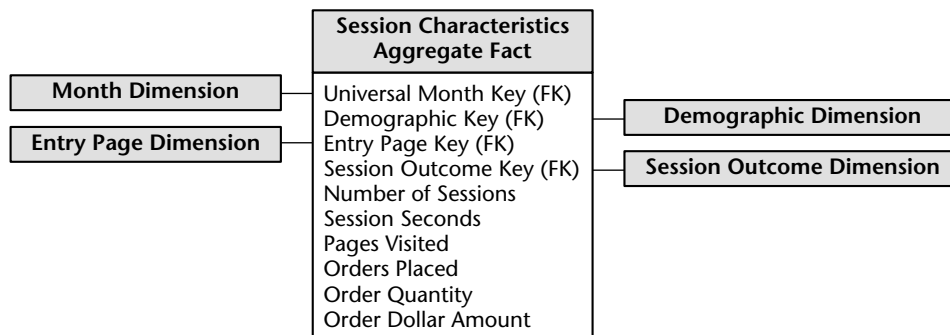 Session Characteristics
Aggregate Fact
Month Dimension
Entry Page Dimension
Universal Month Key (FK)
Demographic Key (FK)
Entry Page Key (FK)
Session Outcome Key (FK)
Number of Sessions
Session Seconds
Pages Visited
Orders Placed
Order Quantity
Order Dollar Amount
Demographic Dimension
Session Outcome Dimension